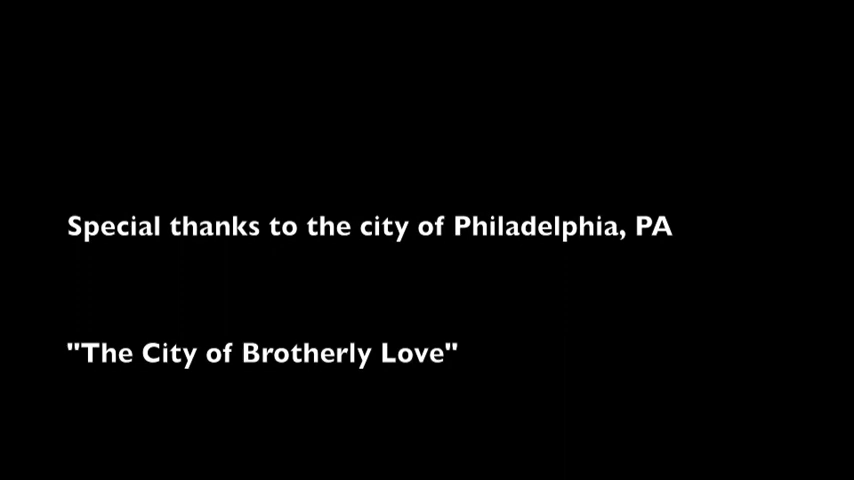 Special thanks to the city of Philadelphia, PA
"The City of Brotherly Love"